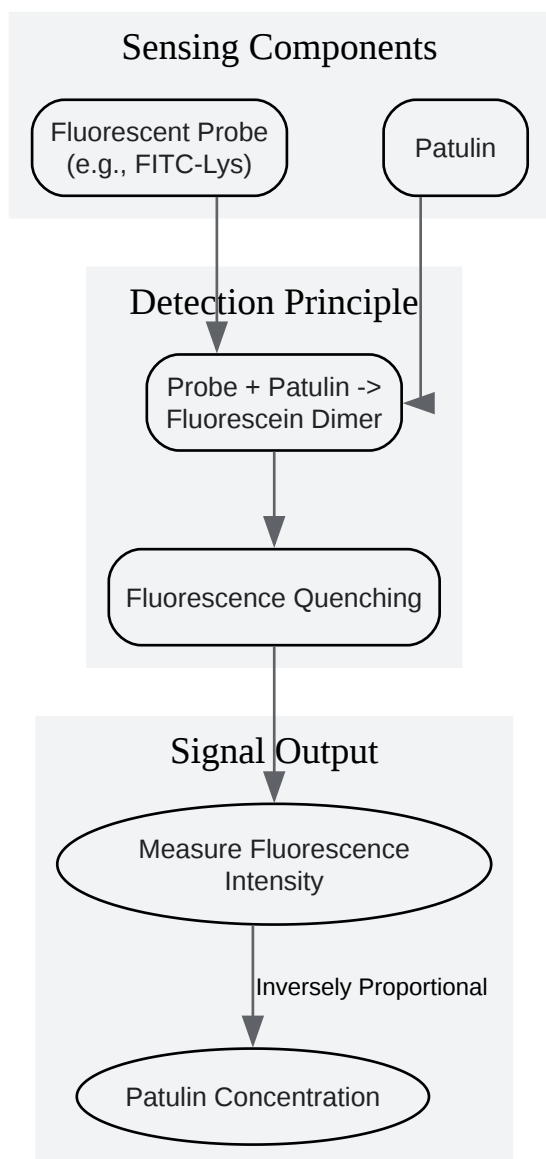 Sensing Components
Fluorescent Probe
(e.g., FITC-Lys)
Patulin
Detection Principle
Probe + Patulin ->
Fluorescein Dimer
Fluorescence Quenching
Signal Output
Measure Fluorescence
Intensity
Inversely Proportional
Patulin Concentration